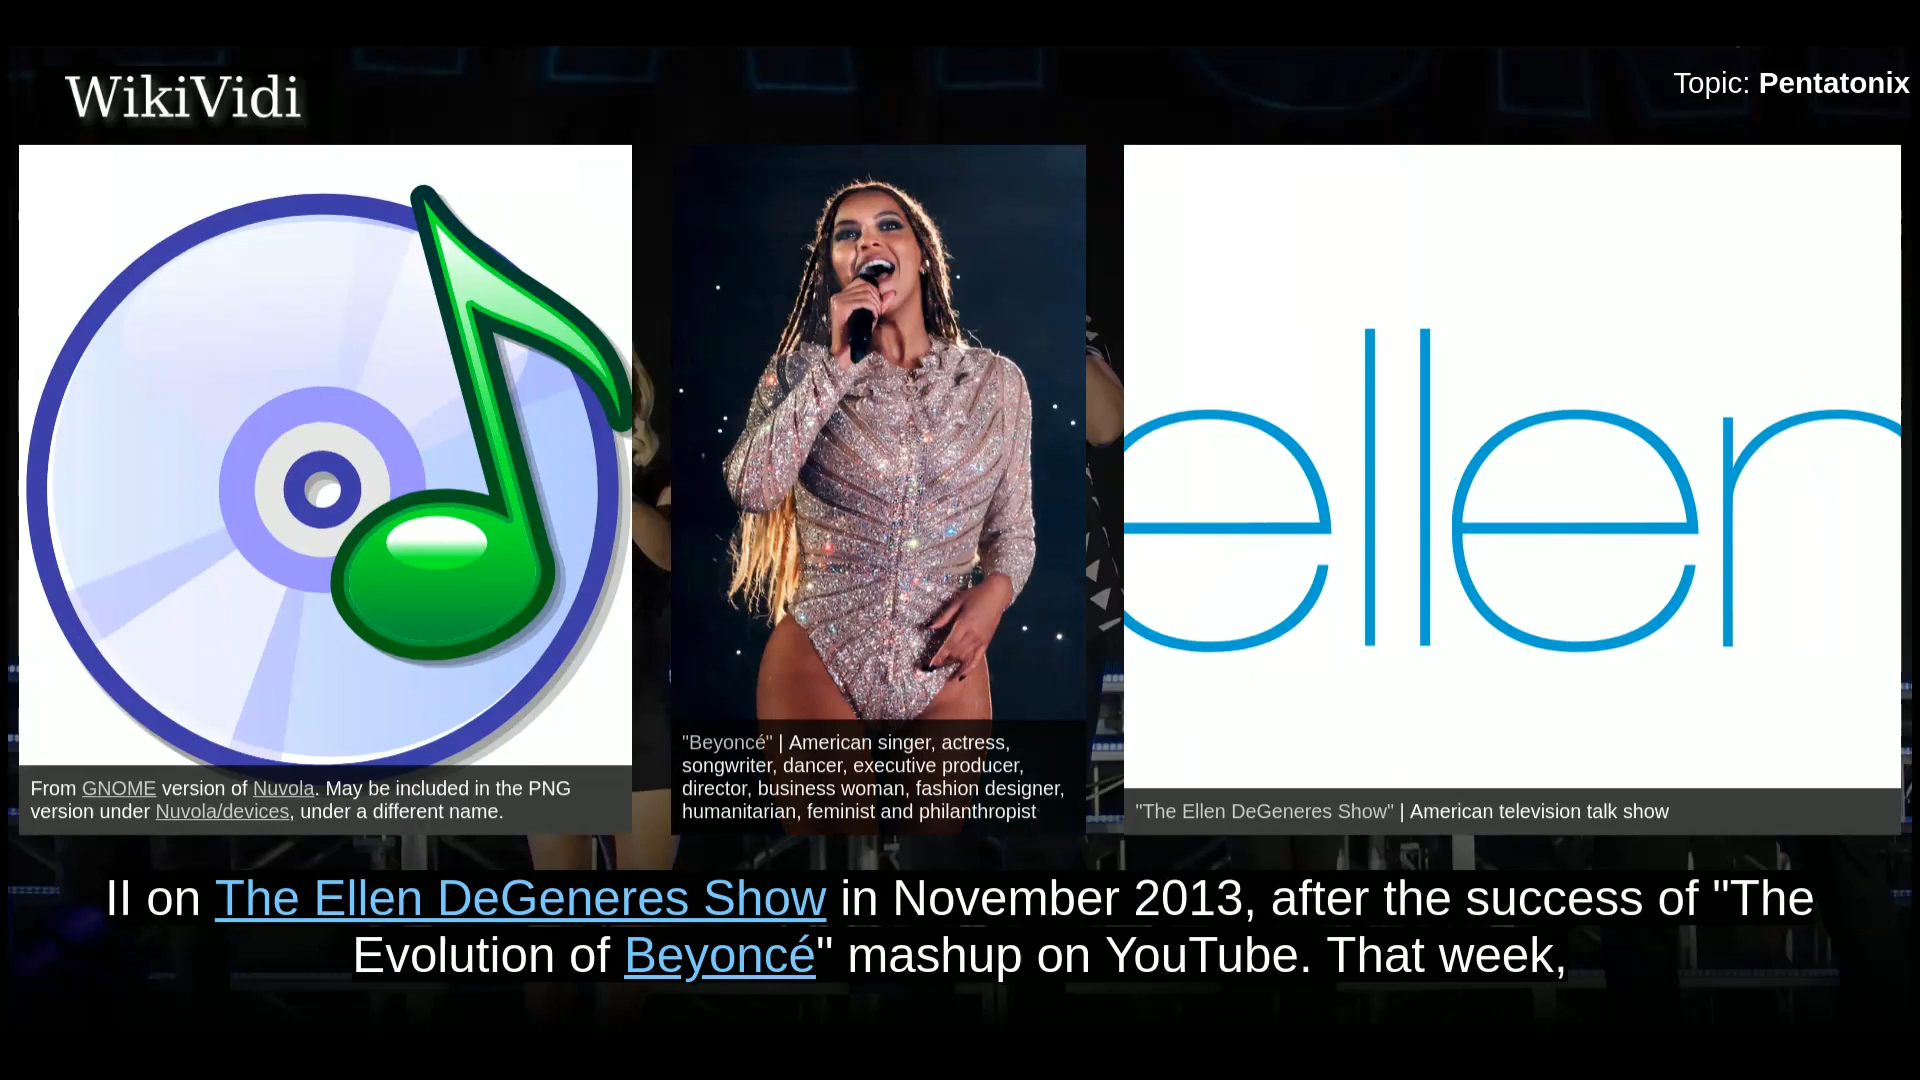 WikiVidi
Topic: Pentatonix
ellen
From GNOME version of Nuvola. May be included in the PNG
version under Nuvola/devices, under a different name.
"Beyoncé" | American singer, actress,
songwriter, dancer, executive producer,
director, business woman, fashion designer,
humanitarian, feminist and philanthropist
"The Ellen DeGeneres Show" | American television talk show
II on The Ellen DeGeneres Show in November 2013, after the success of "The
Evolution of Beyoncé" mashup on YouTube. That week,